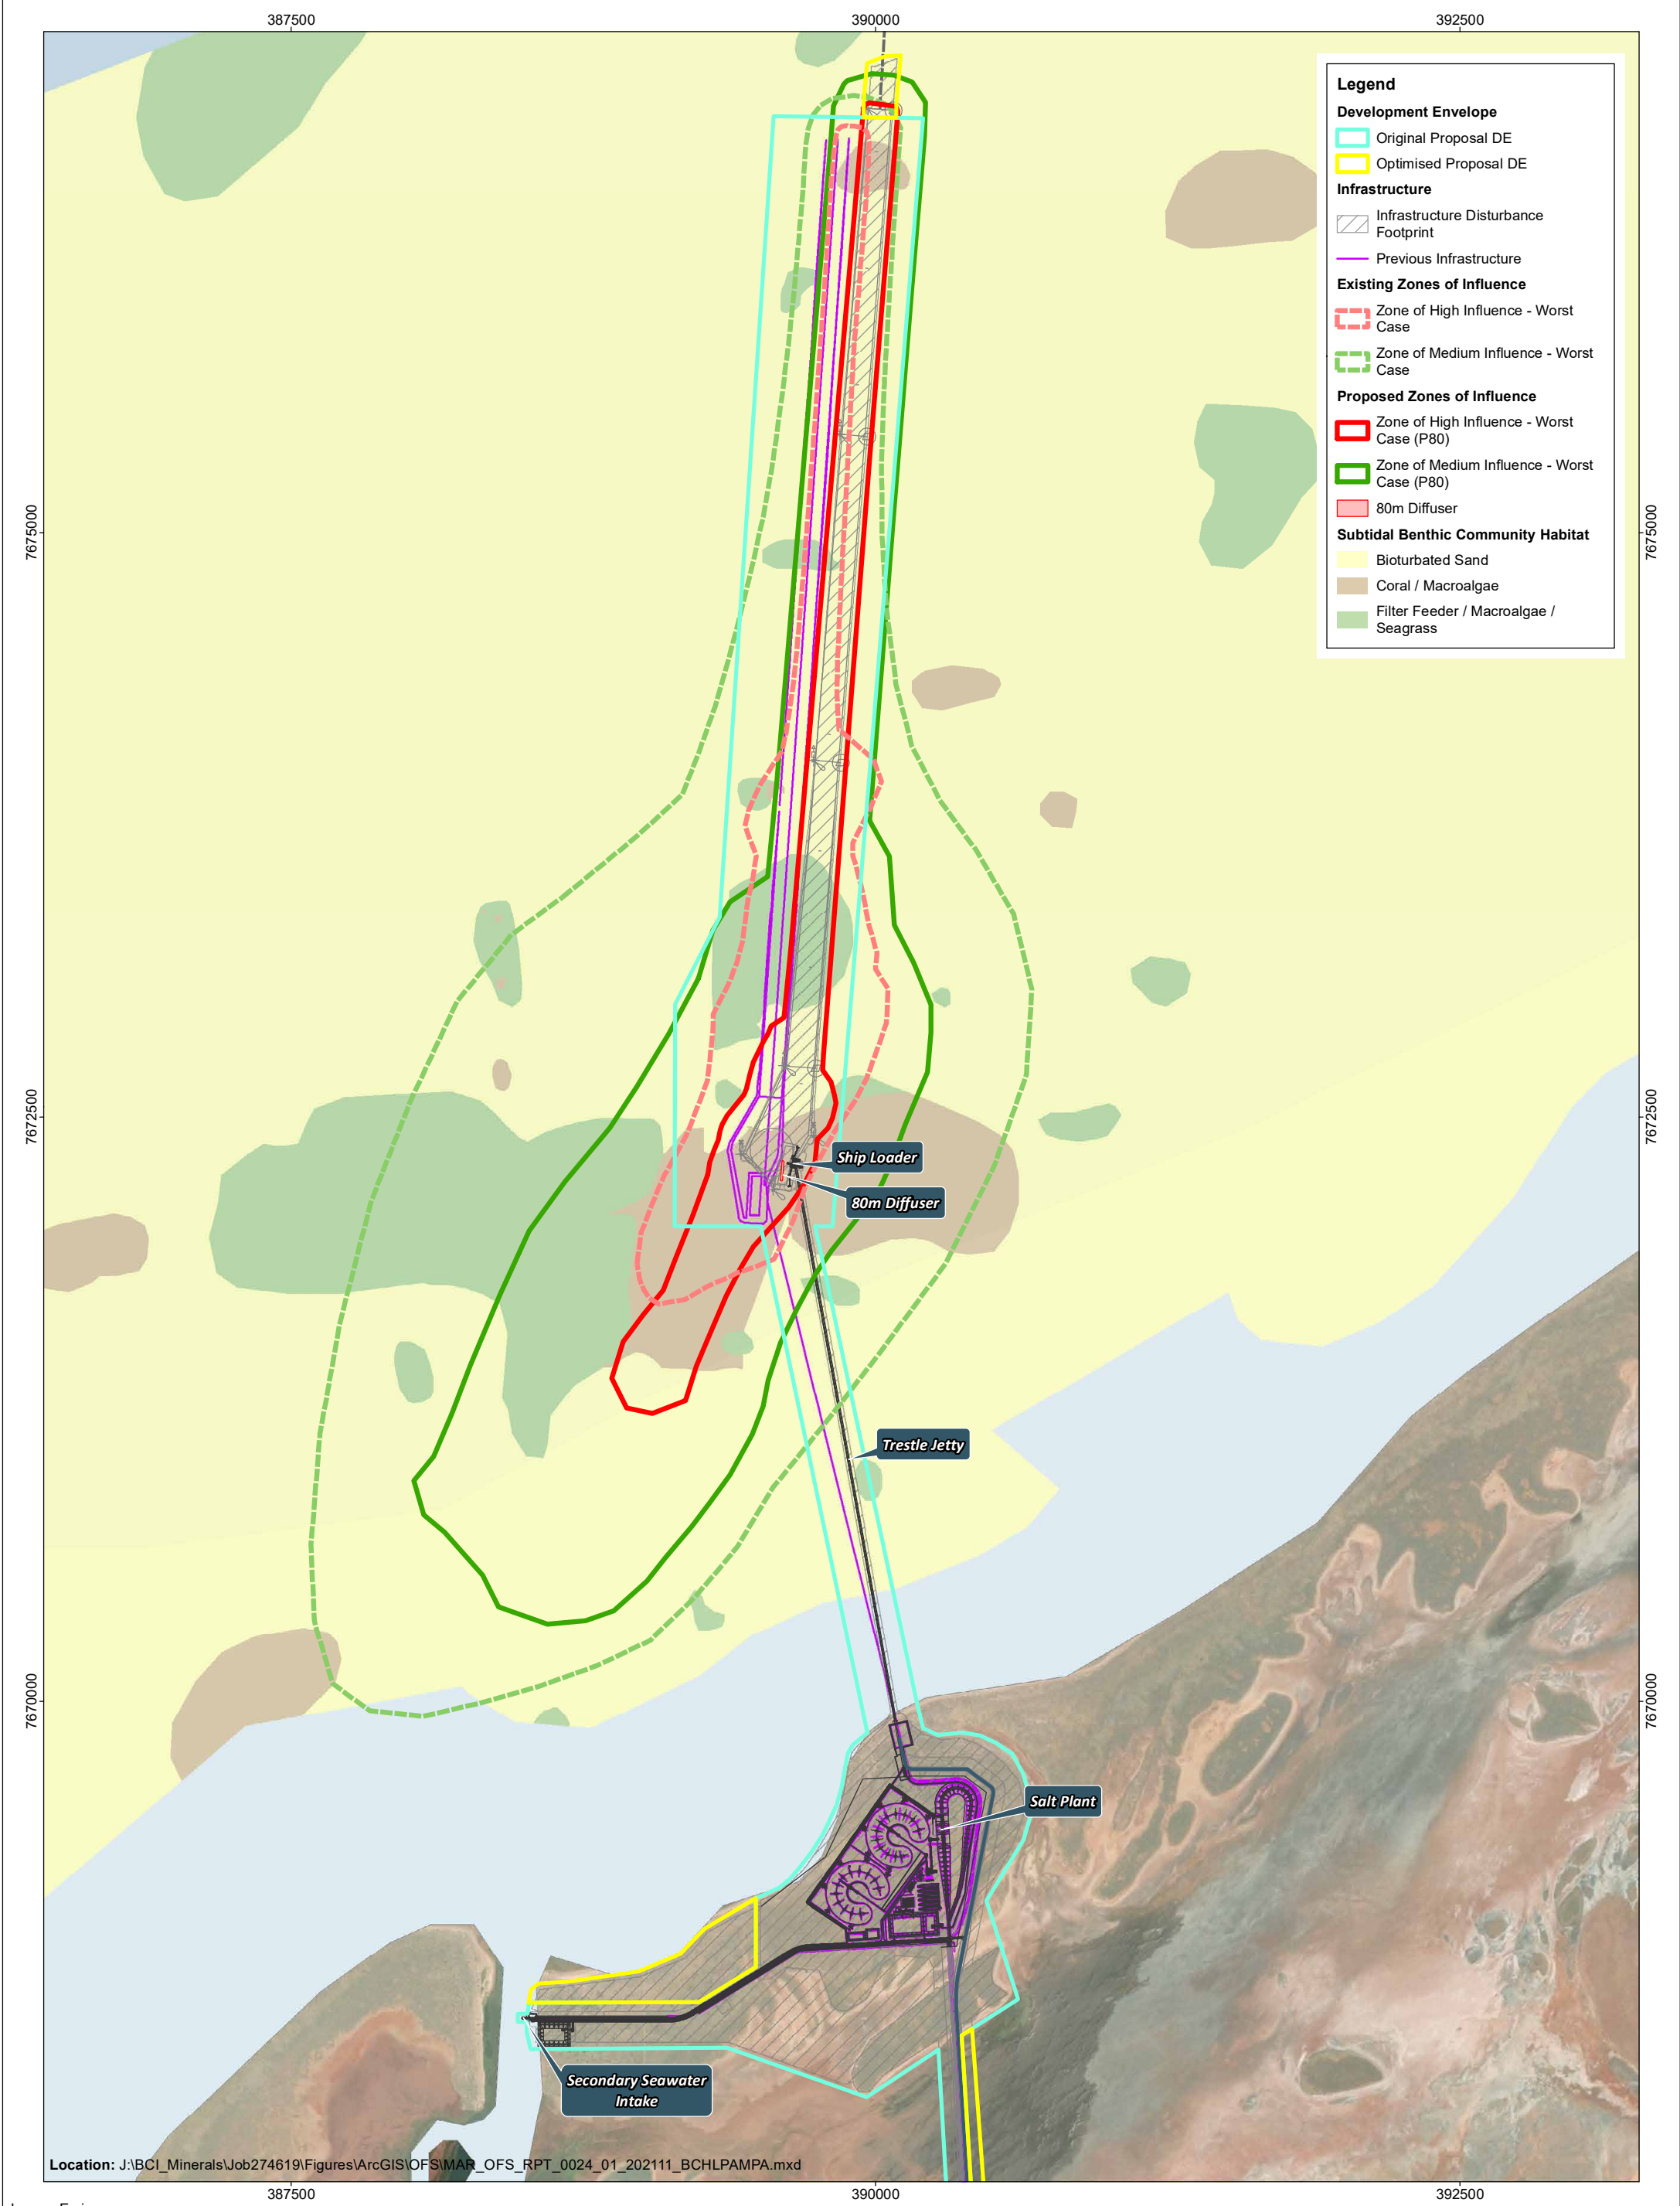 387500
390000
392500
Legend
Development Envelope
Original Proposal DE
Optimised Proposal DE
Infrastructure
Infrastructure Disturbance
Footprint
Previous Infrastructure
Existing Zones of Influence
Zone of High Influence - Worst
Case
Zone of Medium Influence - Worst
Case
Proposed Zones of Influence
Zone of High Influence - Worst
Case (P80)
Zone of Medium Influence - Worst
Case (P80)
80m Diffuser
Subtidal Benthic Community Habitat
Bioturbated Sand
Coral / Macroalgae
Filter Feeder / Macroalgae /
Seagrass
7675000
7675000
7672500
7672500
Ship Loader
80m Diffuser
Trestle Jetty
7670000
7670000
Salt Plant
Secondary Seawater
Intake
Location: J:\BCI_Minerals\Job274619\Figures\ArcGIS\OFS\MAR_OFS_RPT_0024_01_202111_BCHLPAMPA.mxd
387500
390000
392500